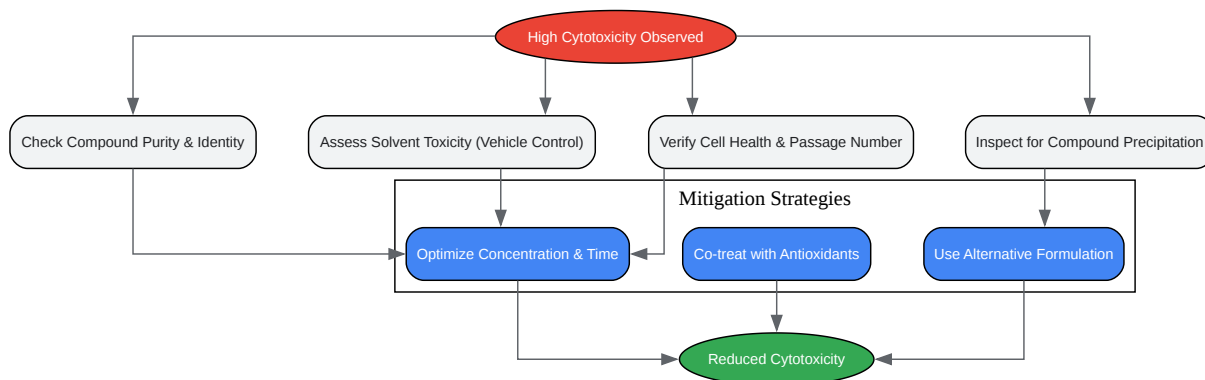 High Cytotoxicity Observed
Check Compound Purity & Identity
Assess Solvent Toxicity (Vehicle Control)
Verify Cell Health & Passage Number
Inspect for Compound Precipitation
Mitigation Strategies
Optimize Concentration & Time
Co-treat with Antioxidants
Use Alternative Formulation
Reduced Cytotoxicity